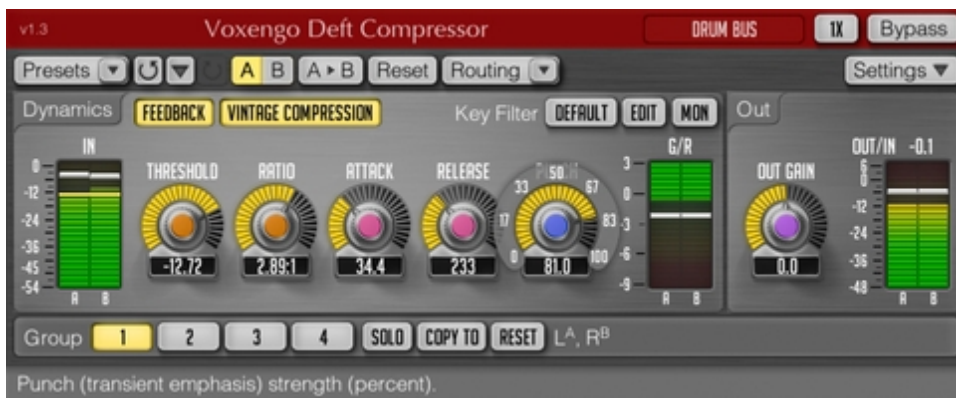 v1.3 Voxengo Deft Compressor DRUM BUS 1X Bypass
Presets A B A ▸ B Reset Routing Settings
Dynamics FEEDBACK VINTAGE COMPRESSION Key Filter DEFAULT EDIT MON Out
IN G/R OUT/IN -0.1
THRESHOLD RATIO ATTACK RELEASE OUT GAIN
0 -12 -24 -36 -45 -54
0 17 33 50 67 83 100
3 0 -3 -6 -9
6 0 -12 -24 -36 -48
-12.72 2.89:1 34.4 233 81.0 0.0
A B A B A B
Group 1 2 3 4 SOLO COPY TO RESET Lᴬ, Rᴮ
Punch (transient emphasis) strength (percent).